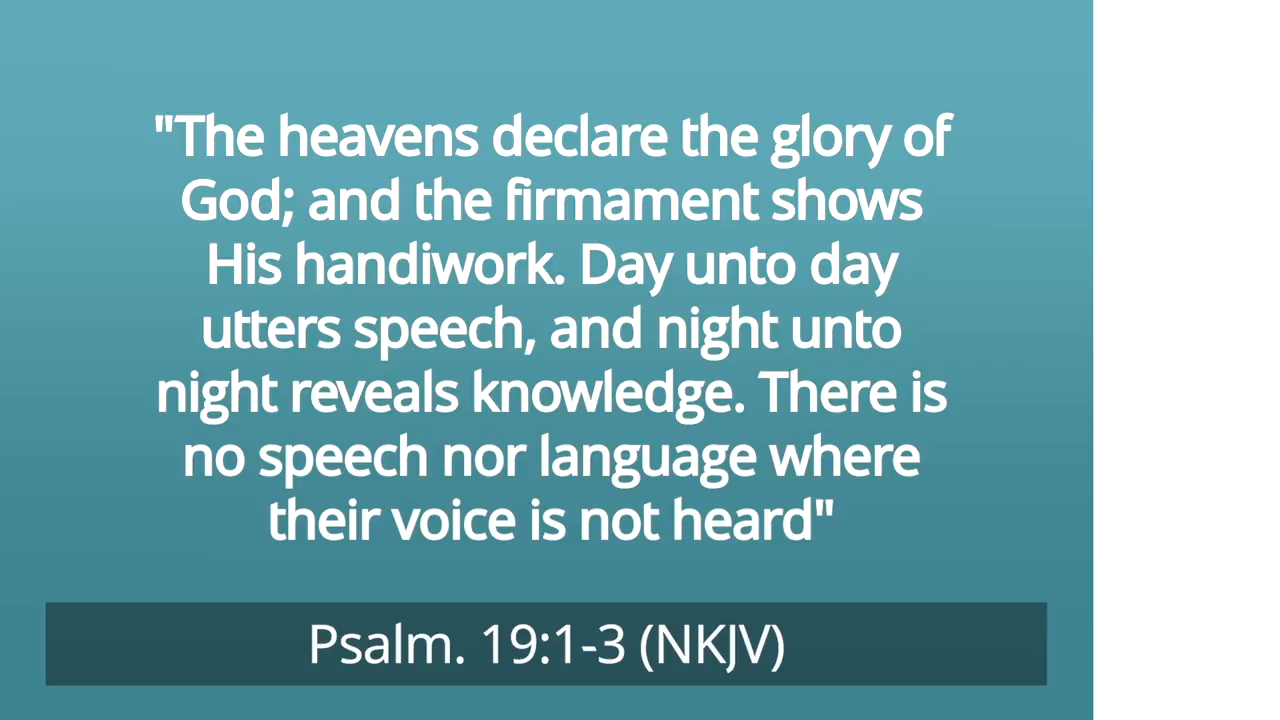 "The heavens declare the glory of
God; and the firmament shows
His handiwork. Day unto day
utters speech, and night unto
night reveals knowledge. There is
no speech nor language where
their voice is not heard"
Psalm. 19:1-3 (NKJV)